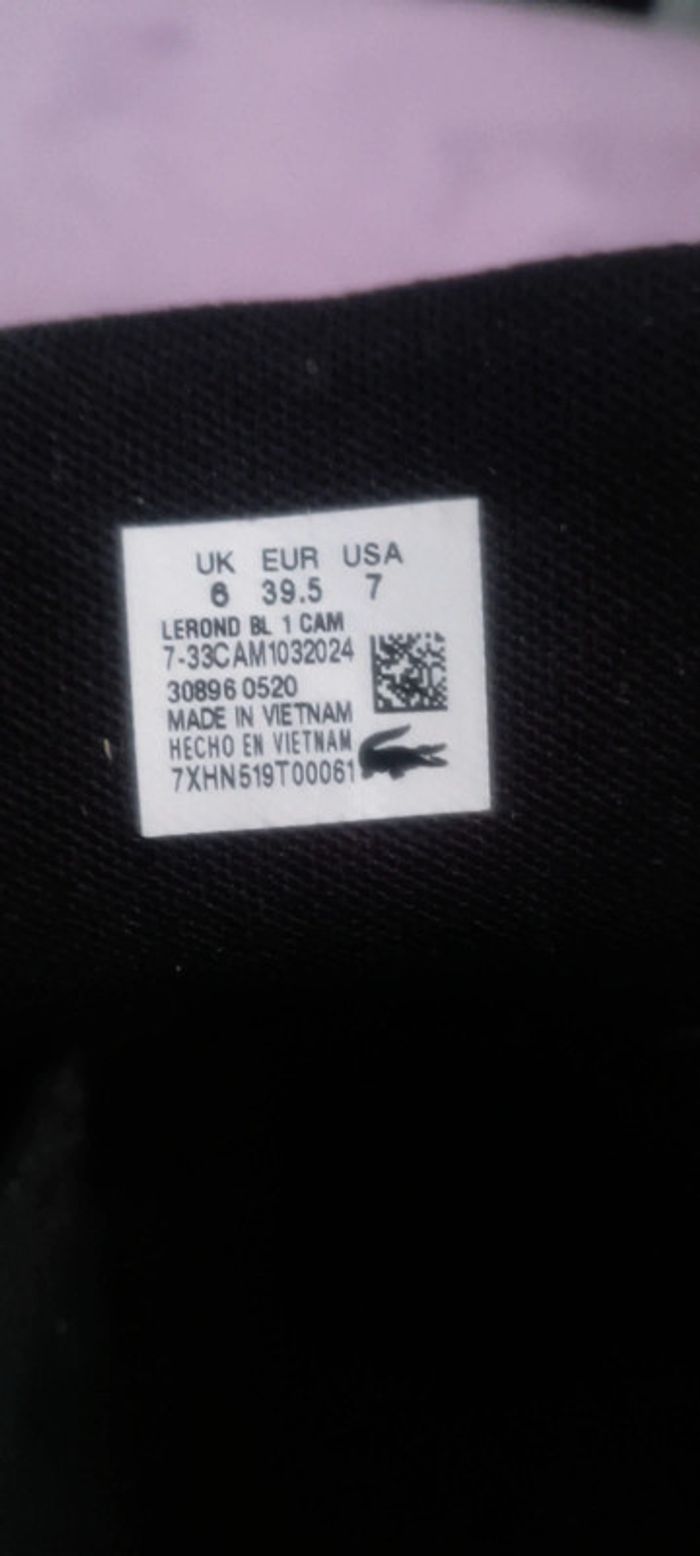 UK EUR USA
6 39.5 7
LEROND BL 1 CAM
7-33CAM1032024
30896 0520
MADE IN VIETNAM
HECHO EN VIETNAM
7XHN519T00061